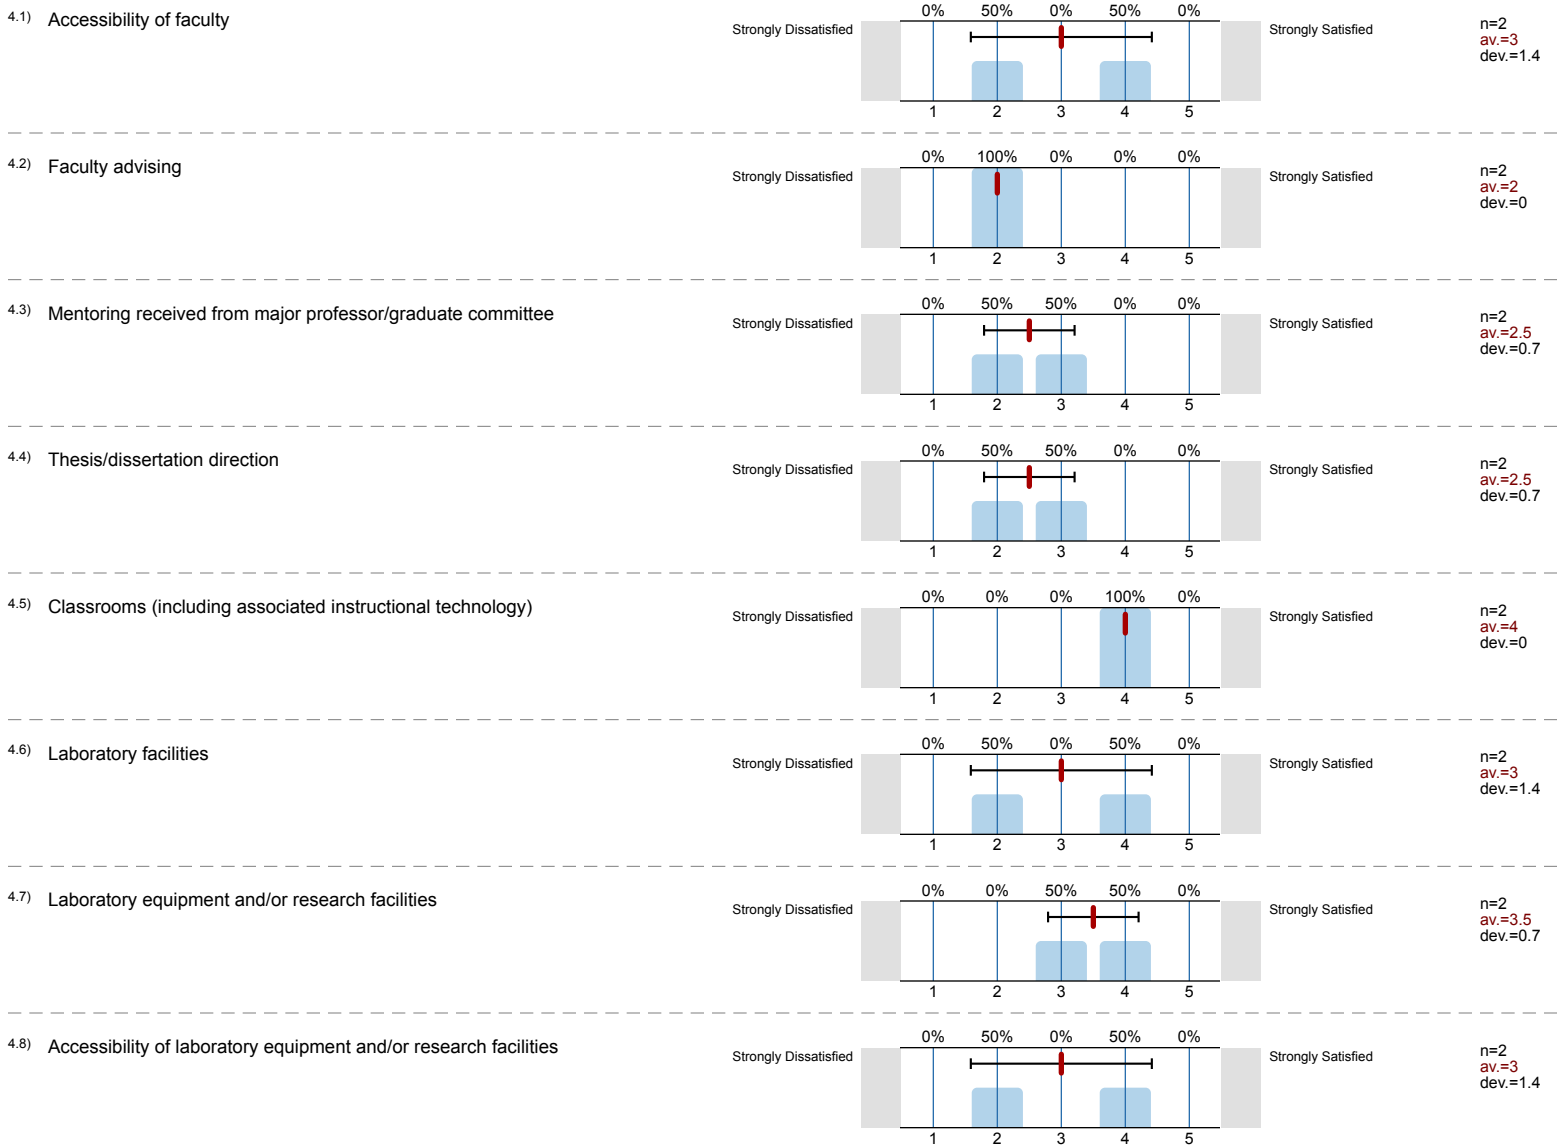 4.1) Accessibility of faculty
0% 50% 0% 50% 0%
Strongly Dissatisfied Strongly Satisfied
n=2
av.=3
dev.=1.4
1 2 3 4 5
4.2) Faculty advising
0% 100% 0% 0% 0%
Strongly Dissatisfied Strongly Satisfied
n=2
av.=2
dev.=0
1 2 3 4 5
4.3) Mentoring received from major professor/graduate committee
0% 50% 50% 0% 0%
Strongly Dissatisfied Strongly Satisfied
n=2
av.=2.5
dev.=0.7
1 2 3 4 5
4.4) Thesis/dissertation direction
0% 50% 50% 0% 0%
Strongly Dissatisfied Strongly Satisfied
n=2
av.=2.5
dev.=0.7
1 2 3 4 5
4.5) Classrooms (including associated instructional technology)
0% 0% 0% 100% 0%
Strongly Dissatisfied Strongly Satisfied
n=2
av.=4
dev.=0
1 2 3 4 5
4.6) Laboratory facilities
0% 50% 0% 50% 0%
Strongly Dissatisfied Strongly Satisfied
n=2
av.=3
dev.=1.4
1 2 3 4 5
4.7) Laboratory equipment and/or research facilities
0% 0% 50% 50% 0%
Strongly Dissatisfied Strongly Satisfied
n=2
av.=3.5
dev.=0.7
1 2 3 4 5
4.8) Accessibility of laboratory equipment and/or research facilities
0% 50% 0% 50% 0%
Strongly Dissatisfied Strongly Satisfied
n=2
av.=3
dev.=1.4
1 2 3 4 5